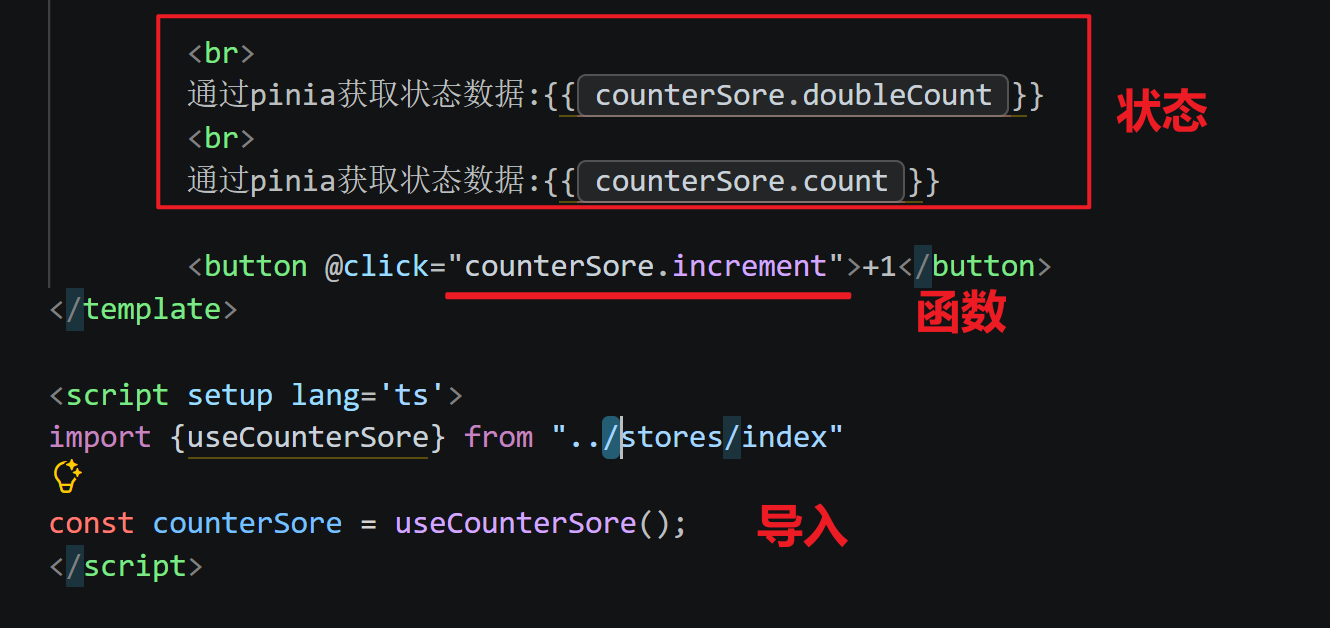 <br>
通过pinia获取状态数据:{{ counterSore.doubleCount }}
状态
<br>
通过pinia获取状态数据:{{ counterSore.count }}
<button @click="counterSore.increment">+1</button>
函数
</template>
<script setup lang='ts'>
import {useCounterSore} from "../stores/index"
const counterSore = useCounterSore();
导入
</script>